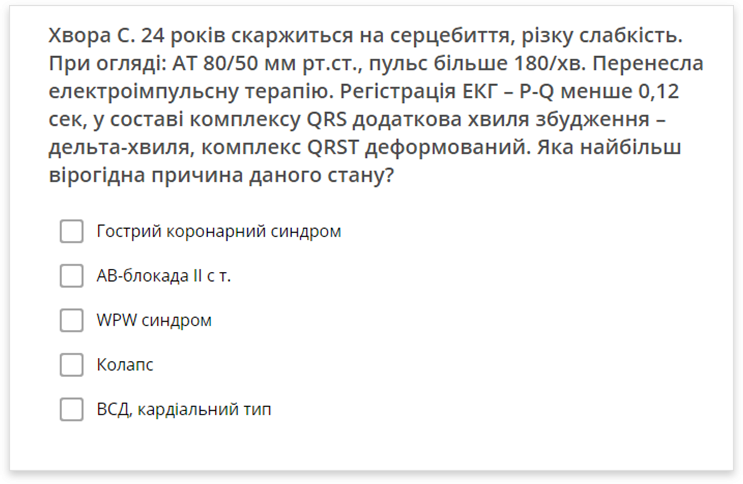 Хвора С. 24 років скаржиться на серцебиття, різку слабкість.
При огляді: АТ 80/50 мм рт.ст., пульс більше 180/хв. Перенесла
електроімпульсну терапію. Регістрація ЕКГ – P-Q менше 0,12
сек, у составі комплексу QRS додаткова хвиля збудження –
дельта-хвиля, комплекс QRST деформований. Яка найбільш
вірогідна причина даного стану?
Гострий коронарний синдром
АВ-блокада II с т.
WPW синдром
Колапс
ВСД, кардіальний тип